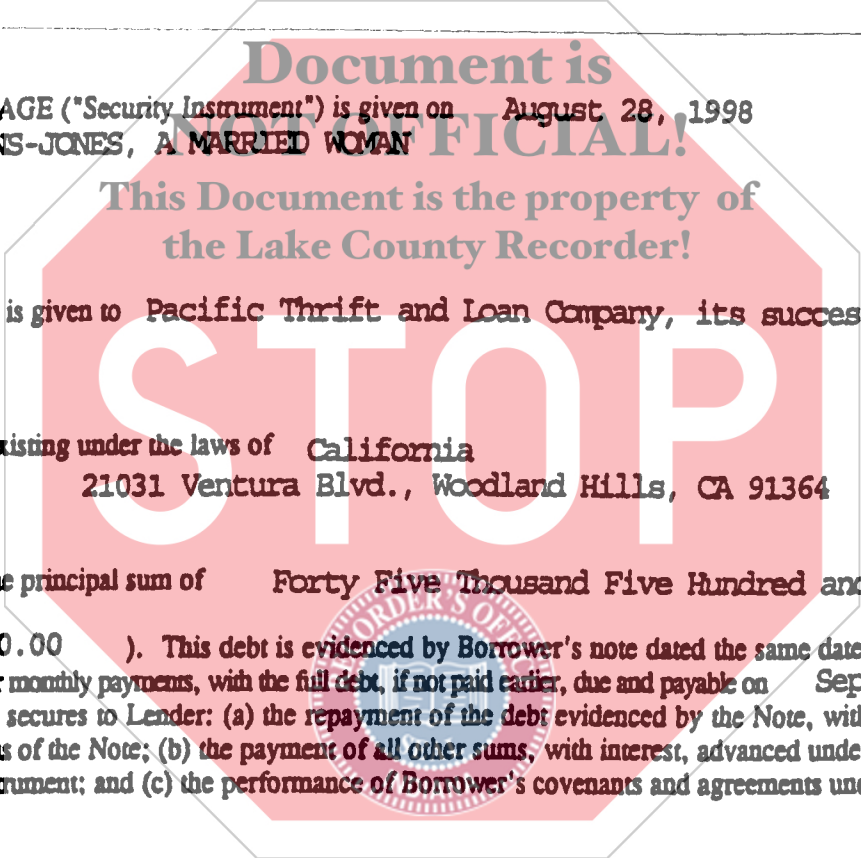 Document is
AGE ("Security Instrument") is given on August 28, 1998
NOT OFFICIAL!
S-JONES, A MARRIED WOMAN
This Document is the property of
the Lake County Recorder!
is given to Pacific Thrift and Loan Company, its succes
STOP
isting under the laws of California
21031 Ventura Blvd., Woodland Hills, CA 91364
e principal sum of Forty Five Thousand Five Hundred and
0.00 ). This debt is evidenced by Borrower's note dated the same date
monthly payments, with the full debt, if not paid earlier, due and payable on Sep
secures to Lender: (a) the repayment of the debt evidenced by the Note, with
s of the Note; (b) the payment of all other sums, with interest, advanced unde
rument; and (c) the performance of Borrower's covenants and agreements und
RECORDER'S OFFICE
INDIANA